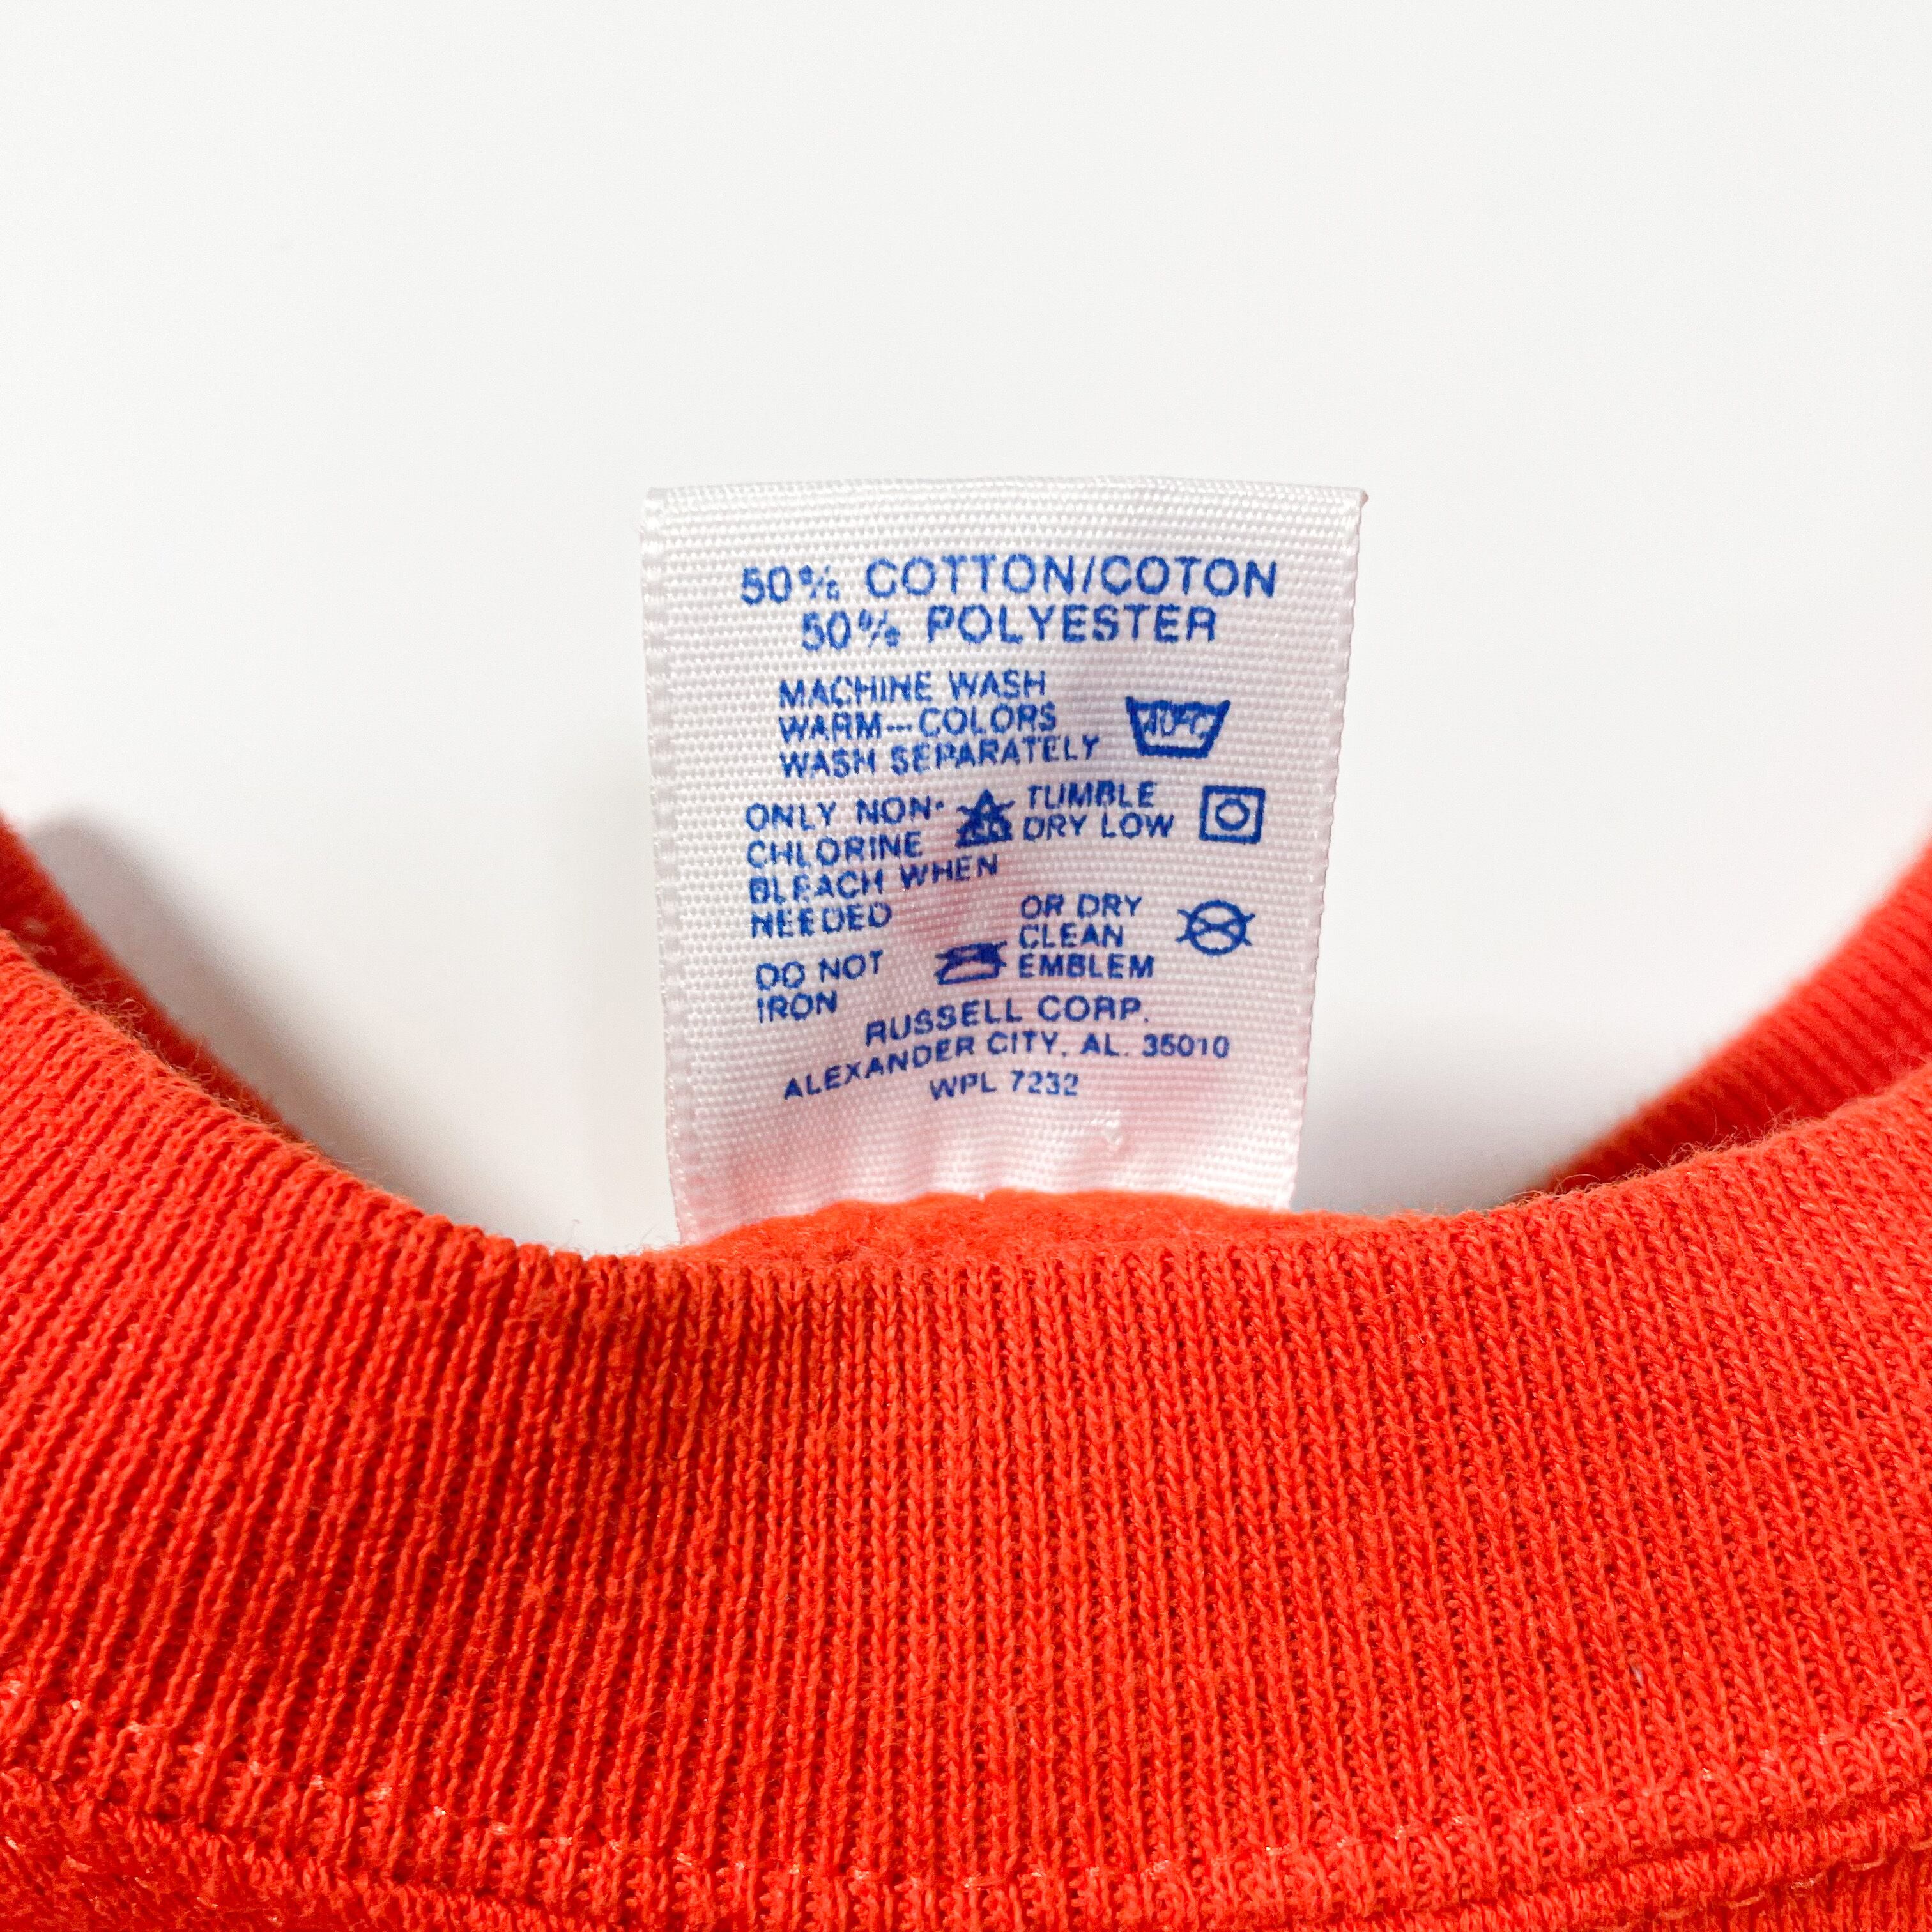 50% COTTON/COTON
50% POLYESTER
MACHINE WASH
WARM—COLORS
WASH SEPARATELY
40°C
ONLY NON-
CHLORINE
BLEACH WHEN
NEEDED
TUMBLE
DRY LOW
DO NOT
IRON
OR DRY
CLEAN
EMBLEM
RUSSELL CORP.
ALEXANDER CITY, AL. 35010
WPL 7232